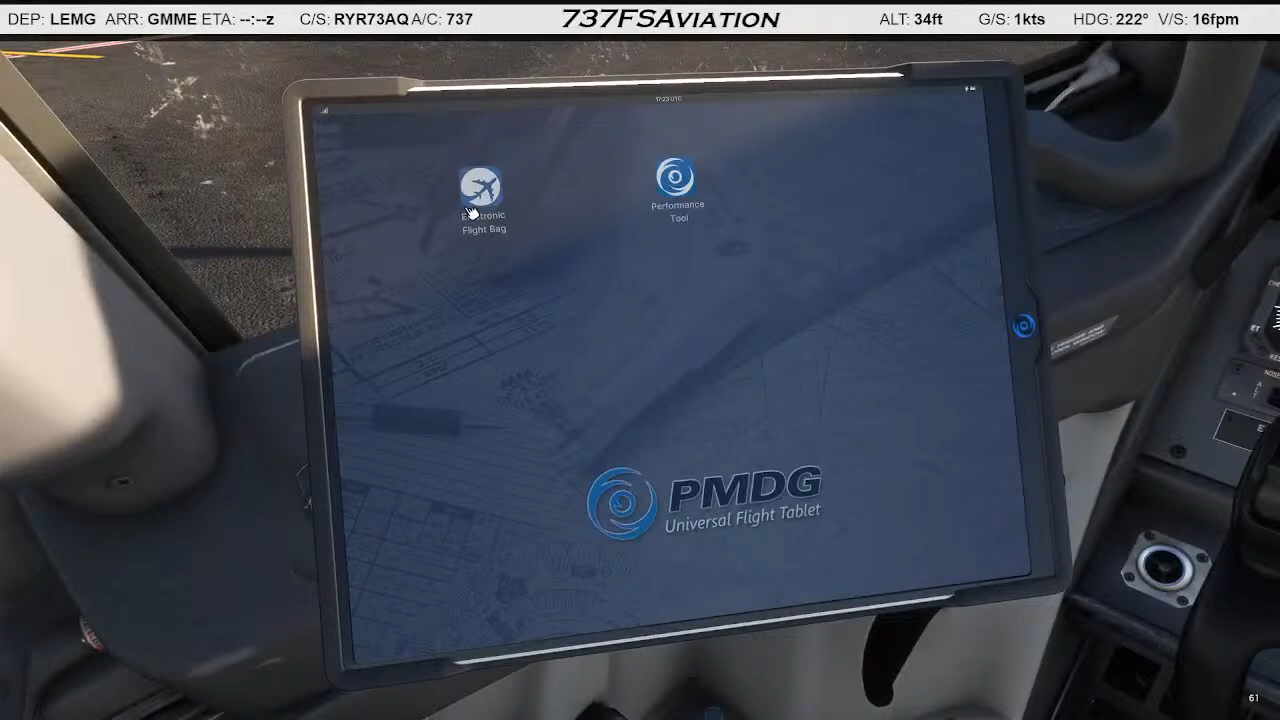 DEP: LEMG ARR: GMME ETA: --:--z C/S: RYR73AQ A/C: 737 737FSAVIATION ALT: 34ft G/S: 1kts HDG: 222° V/S: 16fpm
17:23 UTC
Electronic
Flight Bag
Performance
Tool
PMDG
Universal Flight Tablet
61